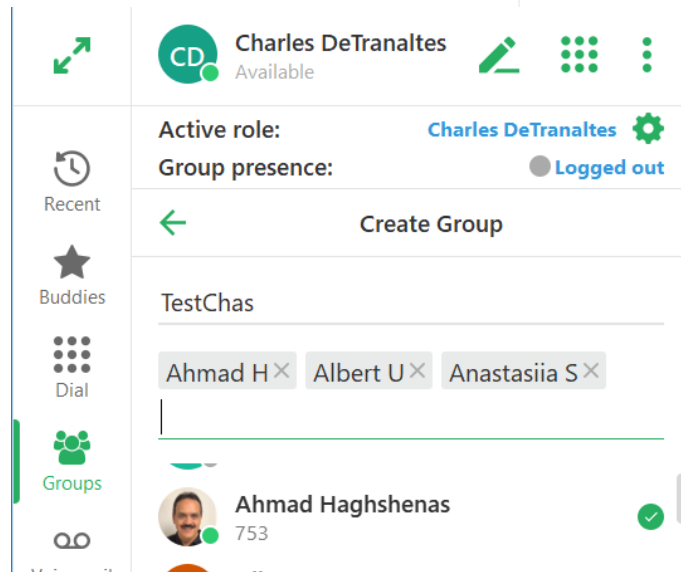 CD
Charles DeTranaltes
Available
Active role:
Charles DeTranaltes
Group presence:
Logged out
Recent
Create Group
Buddies
TestChas
Ahmad H
Albert U
Anastasiia S
Dial
Groups
Ahmad Haghshenas
753